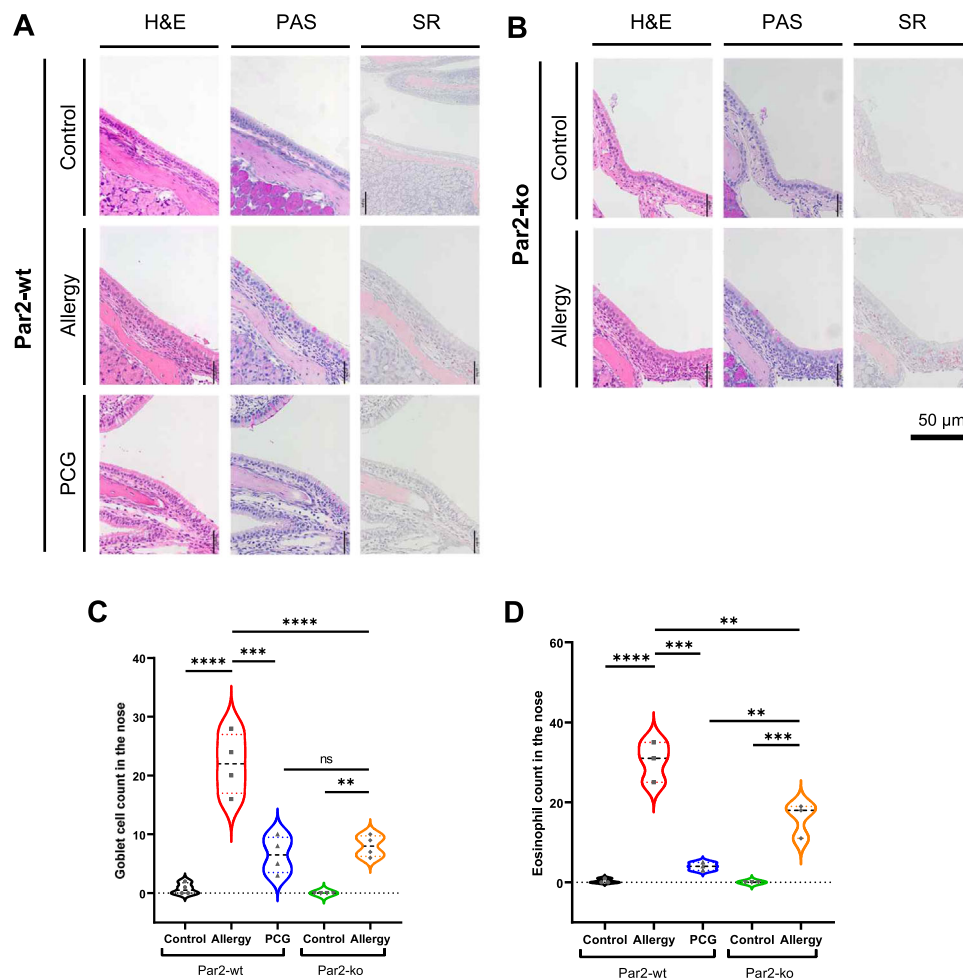 A
H&E
PAS
SR
Par2-wt
Control
Allergy
PCG
B
H&E
PAS
SR
Par2-ko
Control
Allergy
50 μm
C
Goblet cell count in the nose
40
30
20
10
0
****
****
***
ns
**
Control
Allergy
PCG
Control
Allergy
Par2-wt
Par2-ko
D
Eosinophil count in the nose
60
40
20
0
**
***
****
**
***
Control
Allergy
PCG
Control
Allergy
Par2-wt
Par2-ko